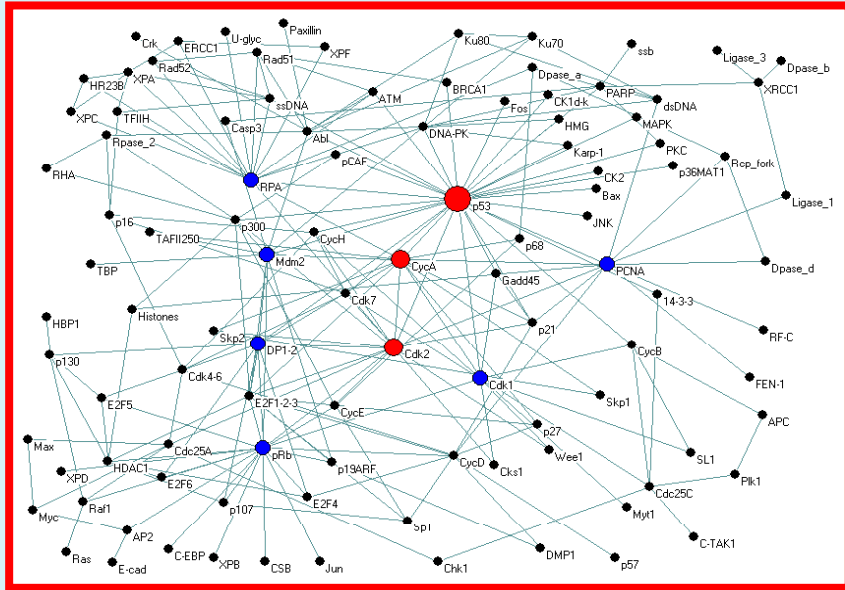 Paxillin
Crk
ERCC1
U-glyc
XPF
Ku80
Ku70
ssb
Ligase_3
Dpase_b
Rad52
Rad51
HR23B
XPA
ssDNA
ATM
BRCA1
Dpase_a
PARP
XRCC1
Fos
CK1d-k
dsDNA
XPC
TFIIH
Casp3
Abl
DNA-PK
HMG
MAPK
Rpase_2
pCAF
Karp-1
PKC
RHA
RPA
CK2
p36MAT1
Rcp_fork
Bax
p53
Ligase_1
p16
p300
JNK
TAFII250
CycH
p68
TBP
Mdm2
CycA
Gadd45
PCNA
Dpase_d
Cdk7
14-3-3
HBP1
Histones
Skp2
p21
RF-C
DP1-2
Cdk2
CycB
p130
Cdk4-6
Cdk1
FEN-1
E2F5
E2F1-2-3
CycE
Skp1
APC
p27
Max
Cdc25A
pRb
Wee1
SL1
XPD
HDAC1
p19ARF
CycD
Cks1
Plk1
E2F6
Cdc25C
Myc
Raf1
p107
E2F4
Myt1
Sp1
AP2
C-TAK1
Ras
E-cad
C-EBP
XPB
CSB
Jun
Chk1
DMP1
p57